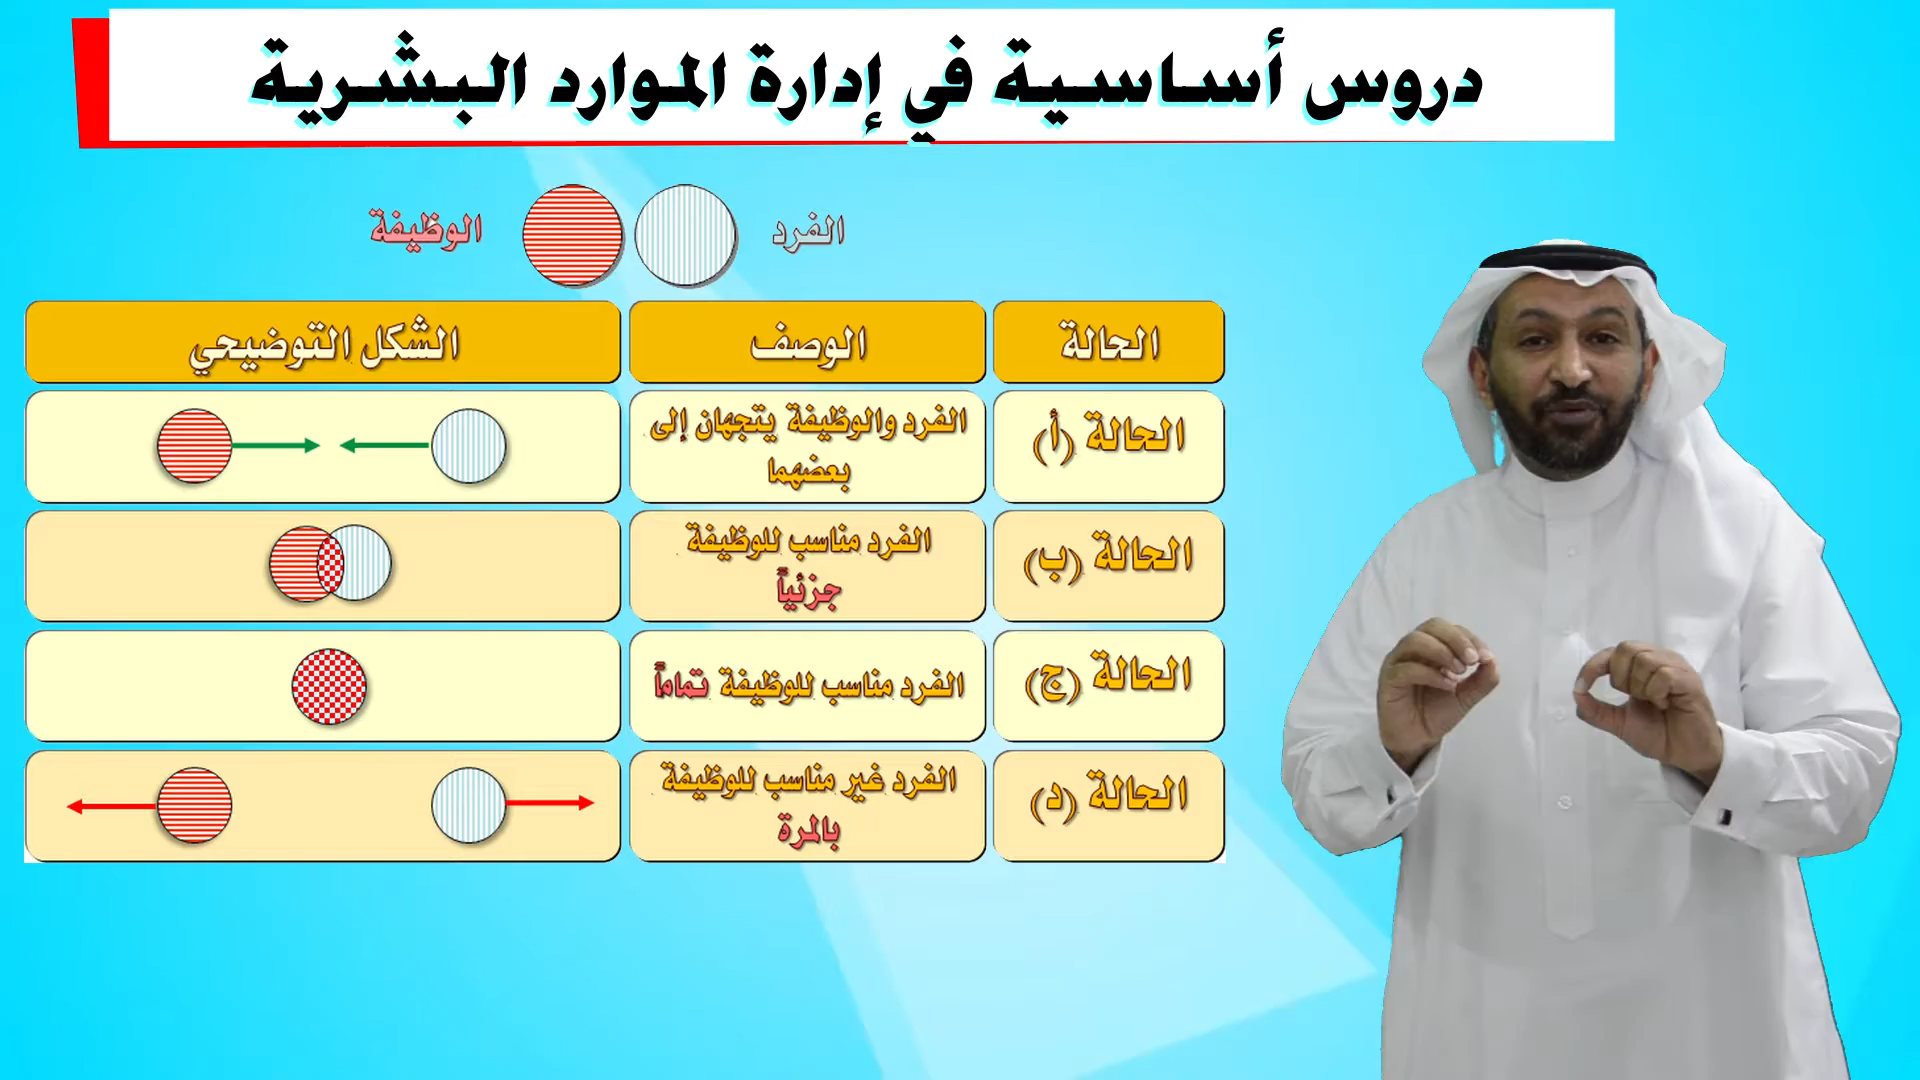 دروس أساسية في إدارة الموارد البشرية
الفرد
الوظيفة
الحالة
الوصف
الشكل التوضيحي
الحالة (أ)
الفرد والوظيفة يتجهان إلى
بعضهما
الحالة (ب)
الفرد مناسب للوظيفة
جزئياً
الحالة (ج)
الفرد مناسب للوظيفة تماماً
الحالة (د)
الفرد غير مناسب للوظيفة
بالمرة